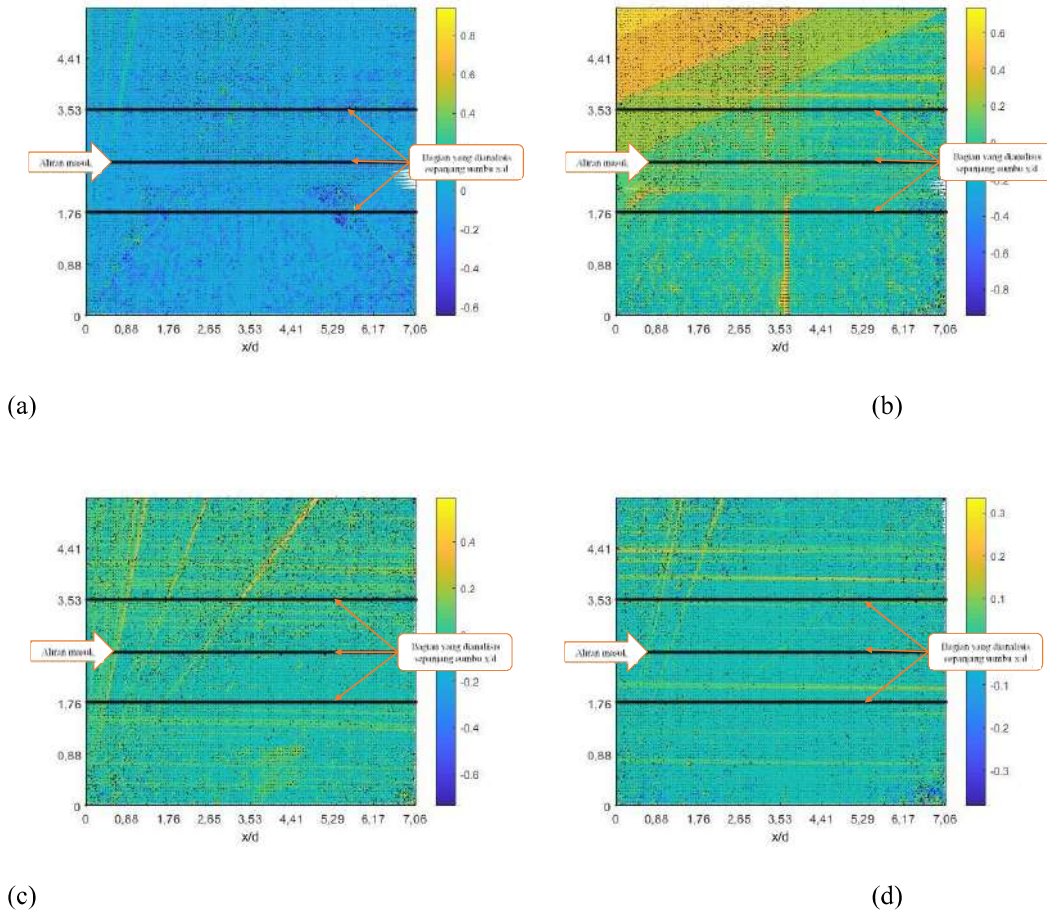 4,41
3,53
1,76
0,88
0
0 0,88 1,76 2,65 3,53 4,41 5,29 6,17 7,06
x/d
0.8
0.6
0.4
0
-0.2
-0.4
-0.6
Aliran masuk
Bagian yang dianalisis
sepanjang sumbu x/d
4,41
3,53
1,76
0,88
0
0 0,88 1,76 2,65 3,53 4,41 5,29 6,17 7,06
x/d
0.6
0.4
0.2
-0.4
-0.6
-0.8
Aliran masuk
Bagian yang dianalisis
sepanjang sumbu x/d
(a)
(b)
4,41
3,53
1,76
0,88
0
0 0,88 1,76 2,65 3,53 4,41 5,29 6,17 7,06
x/d
0.4
0.2
-0.2
-0.4
-0.6
Aliran masuk
Bagian yang dianalisis
sepanjang sumbu x/d
4,41
3,53
1,76
0,88
0
0 0,88 1,76 2,65 3,53 4,41 5,29 6,17 7,06
x/d
0.3
0.2
0.1
-0.1
-0.2
-0.3
Aliran masuk
Bagian yang dianalisis
sepanjang sumbu x/d
(c)
(d)